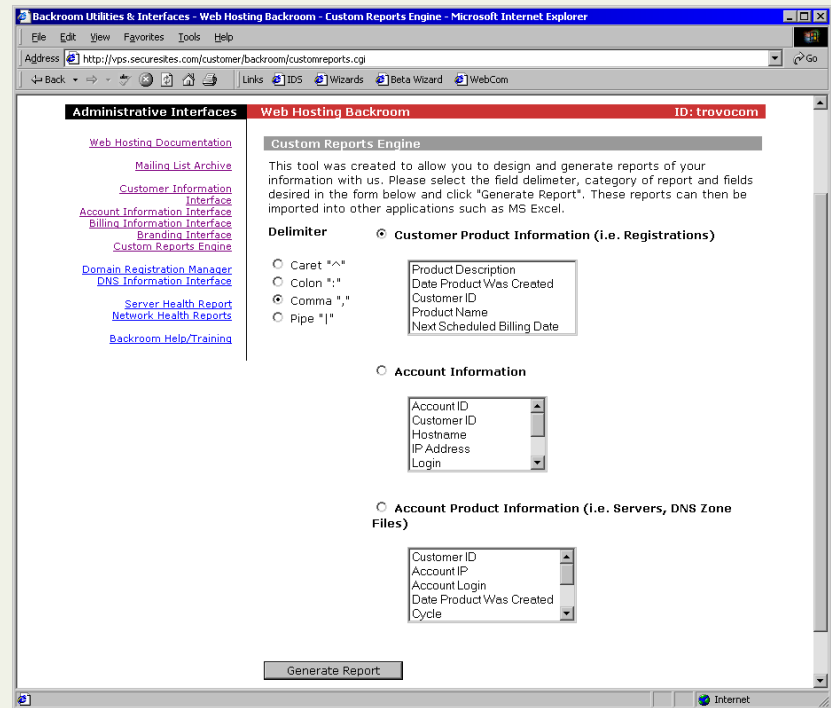 Backroom Utilities & Interfaces - Web Hosting Backroom - Custom Reports Engine - Microsoft Internet Explorer
File Edit View Favorites Tools Help
Address http://vps.securesites.com/customer/backroom/customreports.cgi Go
Back Links IDS Wizards Beta Wizard WebCom
Administrative Interfaces
Web Hosting Documentation
Mailing List Archive
Customer Information
Interface
Account Information Interface
Billing Information Interface
Branding Interface
Custom Reports Engine
Domain Registration Manager
DNS Information Interface
Server Health Report
Network Health Reports
Backroom Help/Training
Web Hosting Backroom ID: trovocom
Custom Reports Engine
This tool was created to allow you to design and generate reports of your
information with us. Please select the field delimeter, category of report and fields
desired in the form below and click "Generate Report". These reports can then be
imported into other applications such as MS Excel.
Delimiter
Caret "^"
Colon ":"
Comma ","
Pipe "|"
Customer Product Information (i.e. Registrations)
Product Description
Date Product Was Created
Customer ID
Product Name
Next Scheduled Billing Date
Account Information
Account ID
Customer ID
Hostname
IP Address
Login
Account Product Information (i.e. Servers, DNS Zone
Files)
Customer ID
Account IP
Account Login
Date Product Was Created
Cycle
Generate Report
Internet